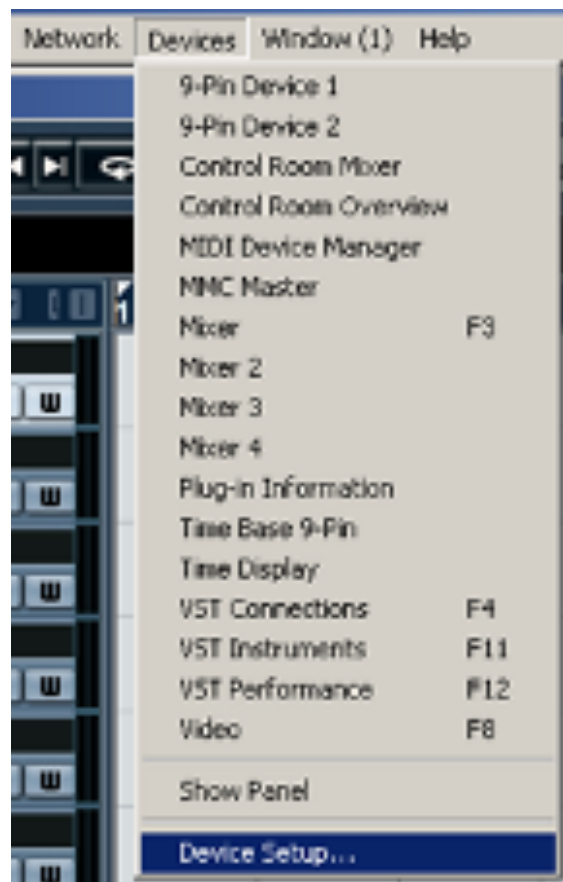 Network Devices Window (1) Help
9-Pin Device 1
9-Pin Device 2
Control Room Mixer
Control Room Overview
MIDI Device Manager
MMC Master
Mixer F3
Mixer 2
Mixer 3
Mixer 4
Plug-in Information
Time Base 9-Pin
Time Display
VST Connections F4
VST Instruments F11
VST Performance F12
Video F8
Show Panel
Device Setup...
1
W
W
W
W
W
W